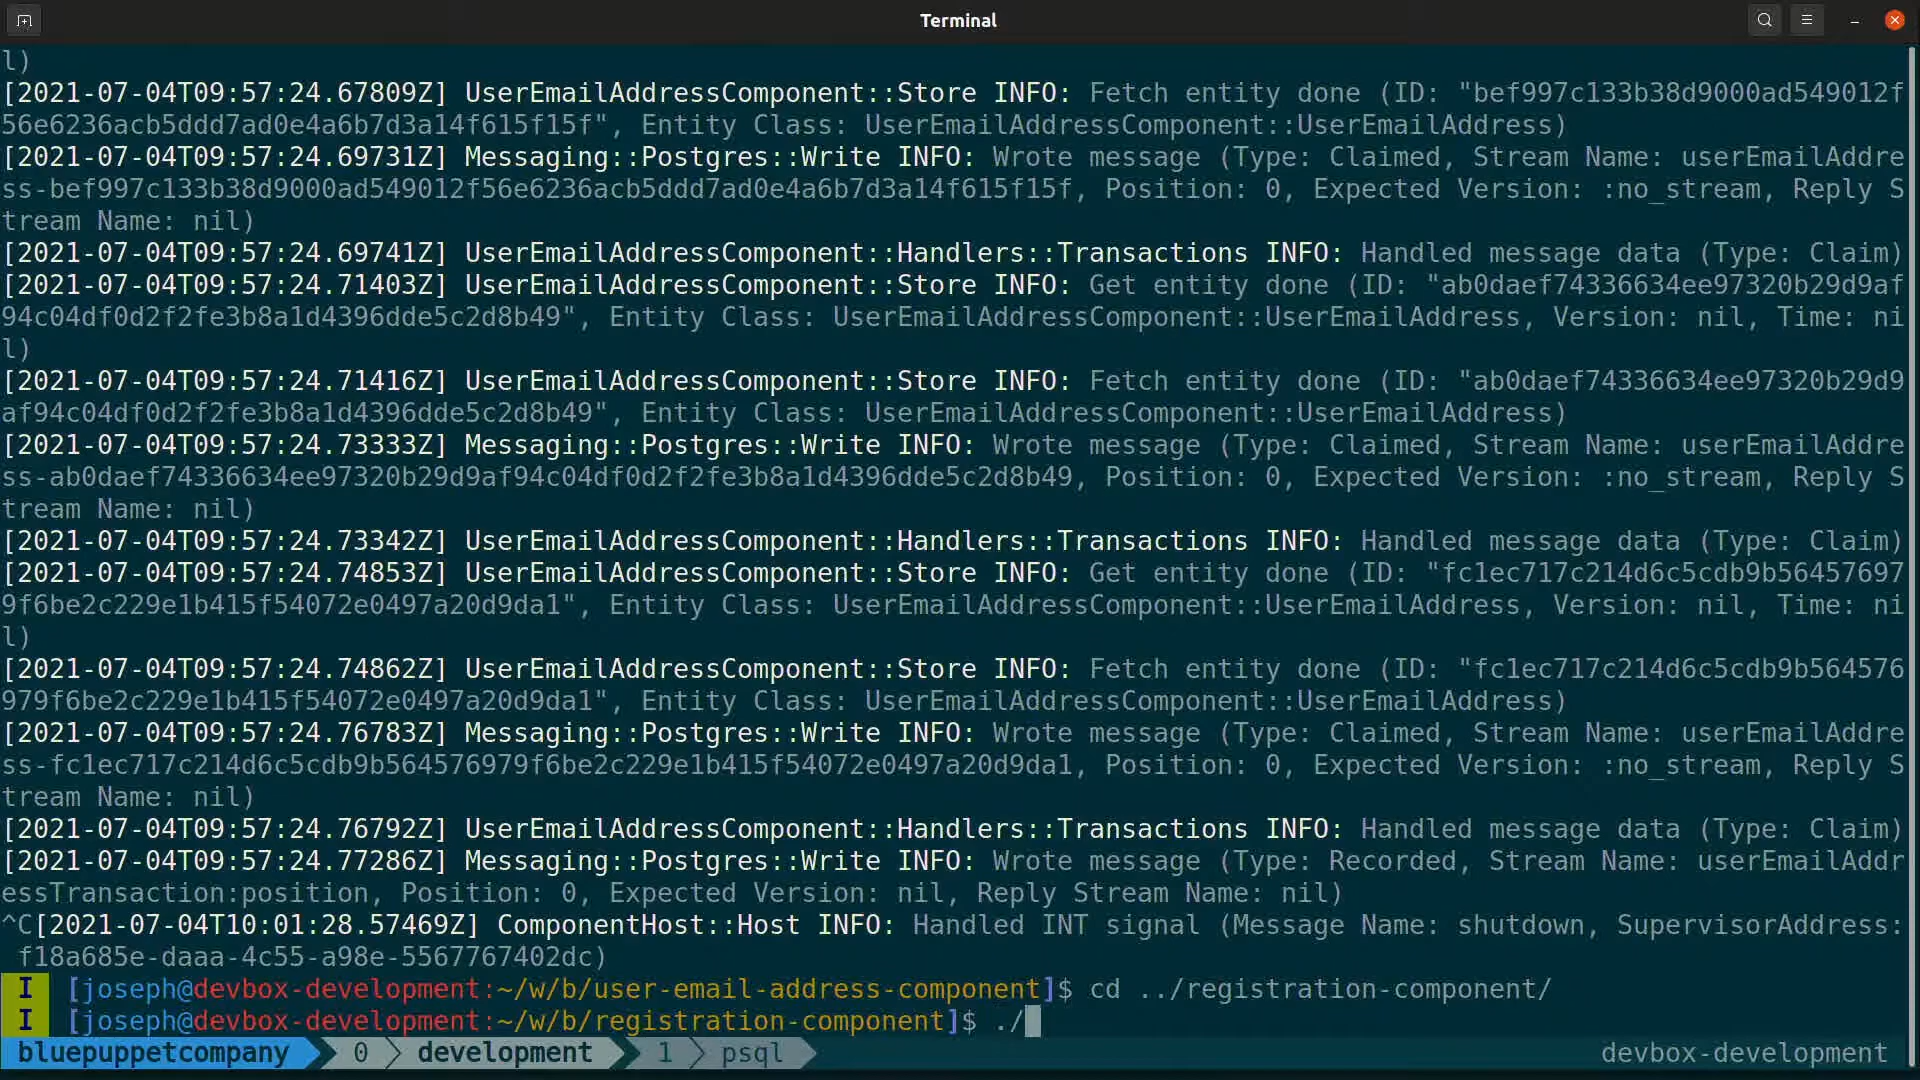 Terminal
l)
[2021-07-04T09:57:24.67809Z] UserEmailAddressComponent::Store INFO: Fetch entity done (ID: "bef997c133b38d9000ad549012f
56e6236acb5ddd7ad0e4a6b7d3a14f615f15f", Entity Class: UserEmailAddressComponent::UserEmailAddress)
[2021-07-04T09:57:24.69731Z] Messaging::Postgres::Write INFO: Wrote message (Type: Claimed, Stream Name: userEmailAddre
ss-bef997c133b38d9000ad549012f56e6236acb5ddd7ad0e4a6b7d3a14f615f15f, Position: 0, Expected Version: :no_stream, Reply S
tream Name: nil)
[2021-07-04T09:57:24.69741Z] UserEmailAddressComponent::Handlers::Transactions INFO: Handled message data (Type: Claim)
[2021-07-04T09:57:24.71403Z] UserEmailAddressComponent::Store INFO: Get entity done (ID: "ab0daef74336634ee97320b29d9af
94c04df0d2f2fe3b8a1d4396dde5c2d8b49", Entity Class: UserEmailAddressComponent::UserEmailAddress, Version: nil, Time: ni
l)
[2021-07-04T09:57:24.71416Z] UserEmailAddressComponent::Store INFO: Fetch entity done (ID: "ab0daef74336634ee97320b29d9
af94c04df0d2f2fe3b8a1d4396dde5c2d8b49", Entity Class: UserEmailAddressComponent::UserEmailAddress)
[2021-07-04T09:57:24.73333Z] Messaging::Postgres::Write INFO: Wrote message (Type: Claimed, Stream Name: userEmailAddre
ss-ab0daef74336634ee97320b29d9af94c04df0d2f2fe3b8a1d4396dde5c2d8b49, Position: 0, Expected Version: :no_stream, Reply S
tream Name: nil)
[2021-07-04T09:57:24.73342Z] UserEmailAddressComponent::Handlers::Transactions INFO: Handled message data (Type: Claim)
[2021-07-04T09:57:24.74853Z] UserEmailAddressComponent::Store INFO: Get entity done (ID: "fc1ec717c214d6c5cdb9b56457697
9f6be2c229e1b415f54072e0497a20d9da1", Entity Class: UserEmailAddressComponent::UserEmailAddress, Version: nil, Time: ni
l)
[2021-07-04T09:57:24.74862Z] UserEmailAddressComponent::Store INFO: Fetch entity done (ID: "fc1ec717c214d6c5cdb9b564576
979f6be2c229e1b415f54072e0497a20d9da1", Entity Class: UserEmailAddressComponent::UserEmailAddress)
[2021-07-04T09:57:24.76783Z] Messaging::Postgres::Write INFO: Wrote message (Type: Claimed, Stream Name: userEmailAddre
ss-fc1ec717c214d6c5cdb9b564576979f6be2c229e1b415f54072e0497a20d9da1, Position: 0, Expected Version: :no_stream, Reply S
tream Name: nil)
[2021-07-04T09:57:24.76792Z] UserEmailAddressComponent::Handlers::Transactions INFO: Handled message data (Type: Claim)
[2021-07-04T09:57:24.77286Z] Messaging::Postgres::Write INFO: Wrote message (Type: Recorded, Stream Name: userEmailAddr
essTransaction:position, Position: 0, Expected Version: nil, Reply Stream Name: nil)
^C[2021-07-04T10:01:28.57469Z] ComponentHost::Host INFO: Handled INT signal (Message Name: shutdown, SupervisorAddress:
f18a685e-daaa-4c55-a98e-5567767402dc)
I [joseph@devbox-development:~/w/b/user-email-address-component]$ cd ../registration-component/
I [joseph@devbox-development:~/w/b/registration-component]$ ./
bluepuppetcompany 0 development 1 psql devbox-development